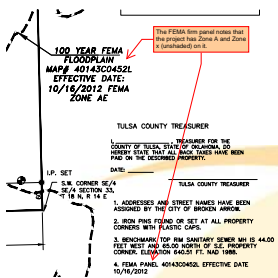 The FEMA firm panel notes that
the project has Zone A and Zone
x (unshaded) on it.
100 YEAR FEMA
FLOODPLAIN
MAP# 40143C0452L
EFFECTIVE DATE:
10/16/2012 FEMA
ZONE AE
TULSA COUNTY TREASURER
I, TREASURER FOR THE
COUNTY OF TULSA, STATE OF OKLAHOMA, DO
HEREBY STATE THAT ALL BACK TAXES HAVE BEEN
PAID ON THE DESCRIBED PROPERTY.
DATE:
TULSA COUNTY TREASURER
I.P. SET
S.W. CORNER SE/4
SE/4 SECTION 33,
T 18 N, R 14 E
1. ADDRESSES AND STREET NAMES HAVE BEEN
ASSIGNED BY THE CITY OF BROKEN ARROW.
2. IRON PINS FOUND OR SET AT ALL PROPERTY
CORNERS WITH PLASTIC CAPS.
3. BENCHMARK: TOP RIM SANITARY SEWER MH IS 44.00
FEET WEST AND 65.00 NORTH OF S.E. PROPERTY
CORNER. ELEVATION 640.51 FT. NAD 1988.
4. FEMA PANEL 40143C0452L EFFECTIVE DATE
10/16/2012